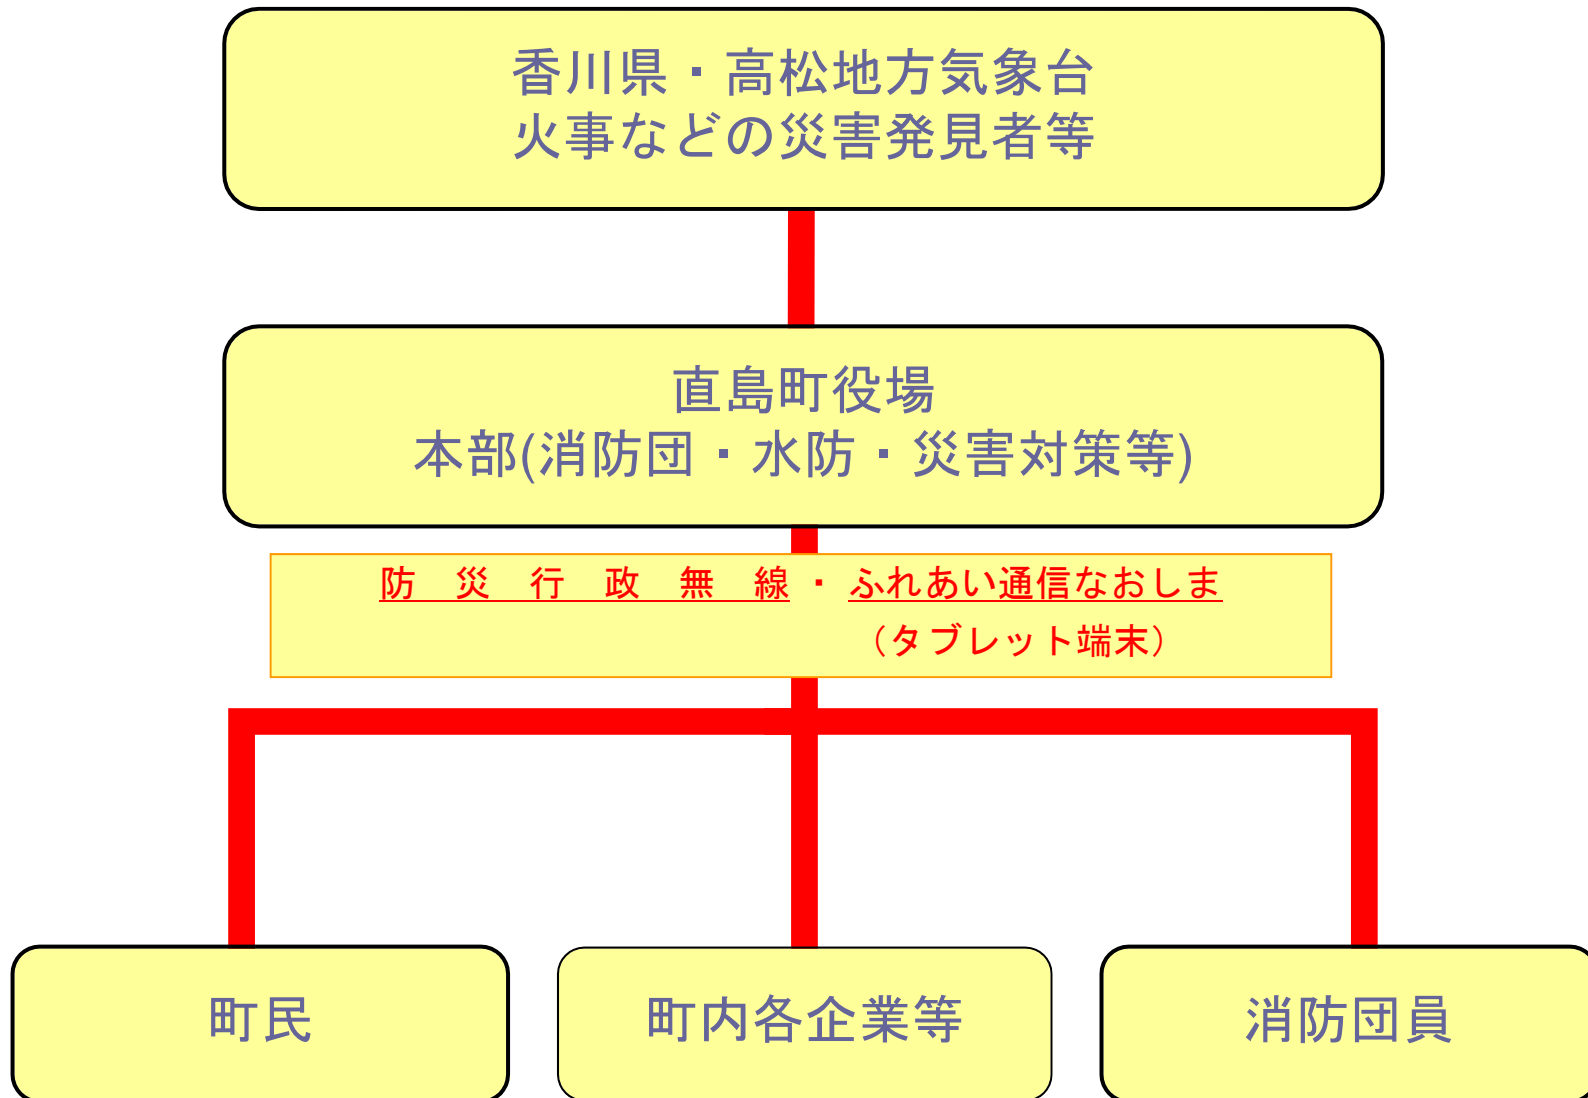 香川県・高松地方気象台
火事などの災害発見者等
直島町役場
本部(消防団・水防・災害対策等)
防　災　行　政　無　線・ふれあい通信なおしま
（タブレット端末）
町民
町内各企業等
消防団員